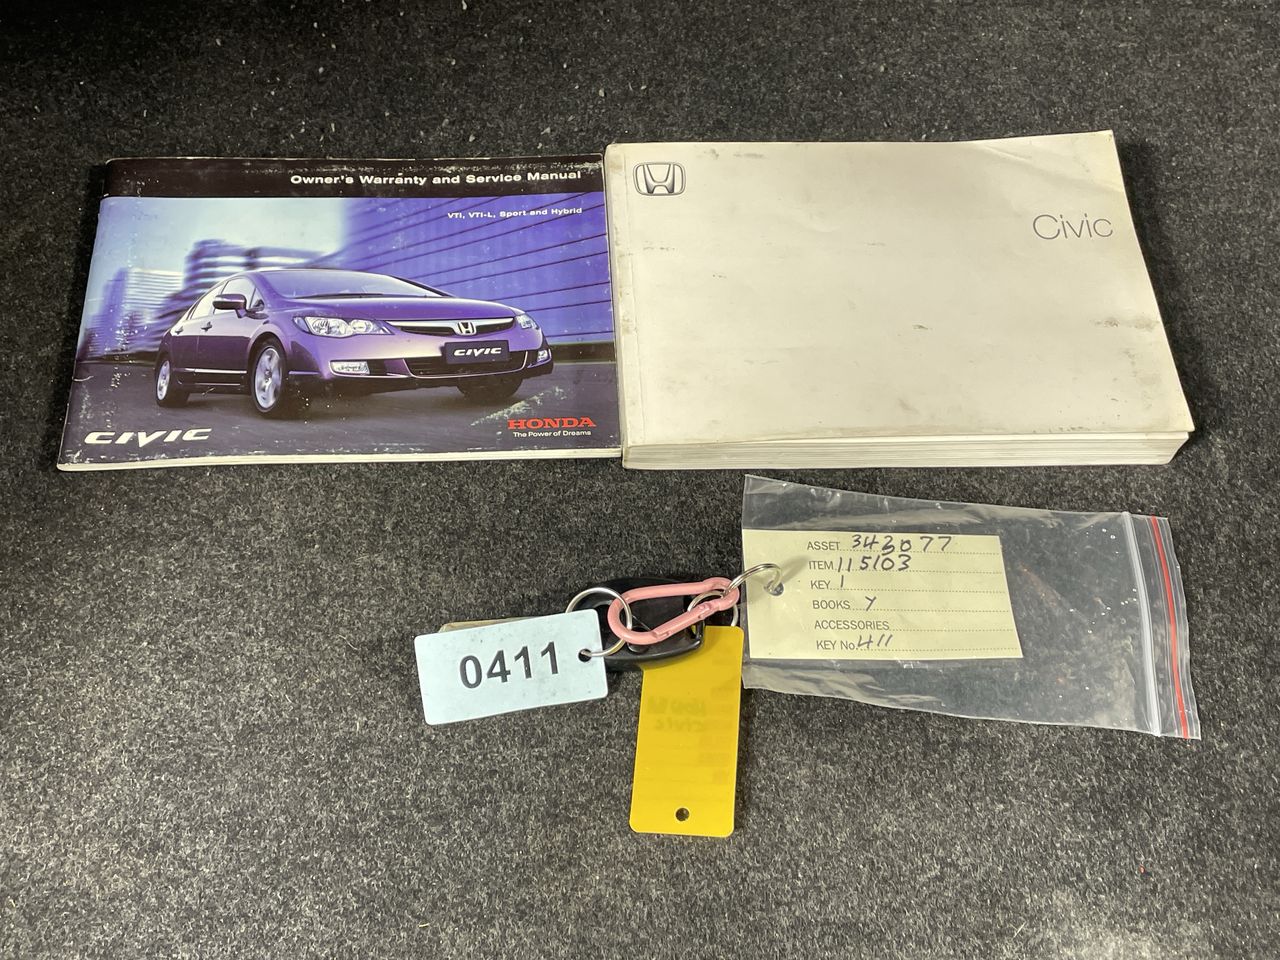 Owner's Warranty and Service Manual
VTi, VTi-L, Sport and Hybrid
CIVIC
CIVIC
HONDA
The Power of Dreams
Civic
ASSET 343077
ITEM 115103
KEY 1
BOOKS Y
ACCESSORIES
KEY No. 411
0411
civic